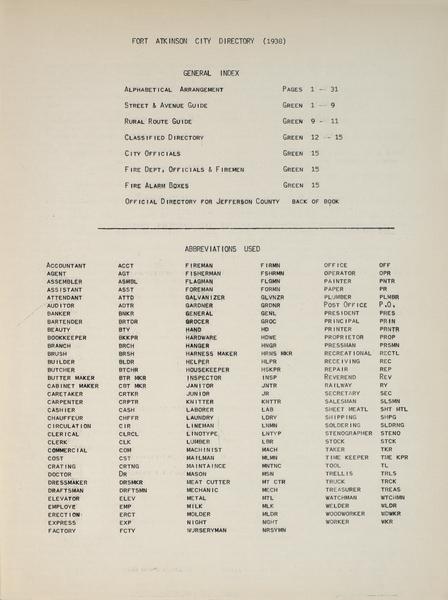 FORT ATKINSON CITY DIRECTORY (1938)
GENERAL INDEX
ALPHABETICAL ARRANGEMENT PAGES 1 - 31
STREET & AVENUE GUIDE GREEN 1 - 9
RURAL ROUTE GUIDE GREEN 9 - 11
CLASSIFIED DIRECTORY GREEN 12 - 15
CITY OFFICIALS GREEN 15
FIRE DEPT, OFFICIALS & FIREMEN GREEN 15
FIRE ALARM BOXES GREEN 15
OFFICIAL DIRECTORY FOR JEFFERSON COUNTY BACK OF BOOK
ABBREVIATIONS USED
ACCOUNTANT ACCT FIREMAN FIRMN OFFICE OFF
AGENT AGT FISHERMAN FSHRMN OPERATOR OPR
ASSEMBLER ASMBL FLAGMAN FLGMN PAINTER PNTR
ASSISTANT ASST FOREMAN FORMN PAPER PR
ATTENDANT ATTD GALVANIZER GLVNZR PLUMBER PLMBR
AUDITOR AOTR GARDNER GRDNR POST OFFICE P.O.
BANKER BNKR GENERAL GENL PRESIDENT PRES
BARTENDER BRTDR GROCER GROC PRINCIPAL PRIN
BEAUTY BTY HAND HD PRINTER PRNTR
BOOKKEEPER BKKPR HARDWARE HDWE PROPRIETOR PROP
BRANCH BRCH HANGER HNGR PRESSMAN PRSMN
BRUSH BRSH HARNESS MAKER HRNS MKR RECREATIONAL RECTL
BUILDER BLDR HELPER HLPR RECEIVING REC
BUTCHER BTCHR HOUSEKEEPER HSKPR REPAIR REP
BUTTER MAKER BTR MKR INSPECTOR INSP REVEREND REV
CABINET MAKER CBT MKR JANITOR JNTR RAILWAY RY
CARETAKER CRTKR JUNIOR JR SECRETARY SEC
CARPENTER CRPTR KNITTER KNTTR SALESMAN SLSMN
CASHIER CASH LABORER LAB SHEET MEATL SHT MTL
CHAUFFEUR CHFFR LAUNDRY LDRY SHIPPING SHPG
CIRCULATION CIR LINEMAN LNMN SOLDERING SLDRNG
CLERICAL CLRCL LINOTYPE LNTYP STENOGRAPHER STENO
CLERK CLK LUMBER LBR STOCK STCK
COMMERCIAL COM MACHINIST MACH TAKER TKR
COST CST MAILMAN MLMN TIME KEEPER TME KPR
CRATING CRTNG MAINTAINCE MNTNC TOOL TL
DOCTOR DR MASON MSN TRELLIS TRLS
DRESSMAKER DRSMKR MEAT CUTTER MT CTR TRUCK TRCK
DRAFTSMAN DRFTSMN MECHANIC MECH TREASURER TREAS
ELEVATOR ELEV METAL MTL WATCHMAN WTCHMN
EMPLOYE EMP MILK MLK WELDER WLDR
ERECTION ERCT MOLDER MLDR WOODWORKER WDWKR
EXPRESS EXP NIGHT NGHT WORKER WKR
FACTORY FCTY NURSERYMAN NRSYMN